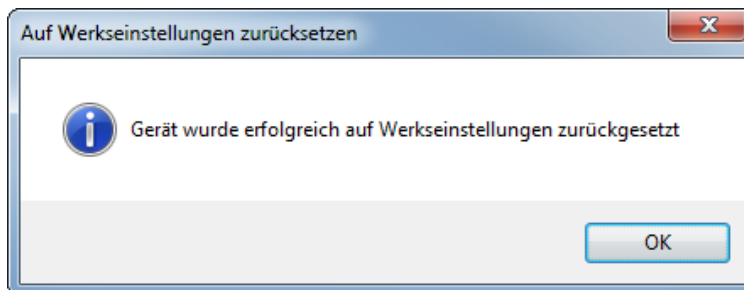 Auf Werkseinstellungen zurücksetzen
Gerät wurde erfolgreich auf Werkseinstellungen zurückgesetzt
OK